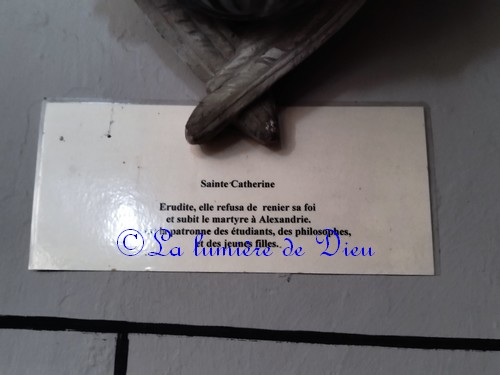 Sainte Catherine
Erudite, elle refusa de renier sa foi
et subit le martyre à Alexandrie.
patronne des étudiants, des philosophes,
et des jeunes filles.
©La lumière de Dieu